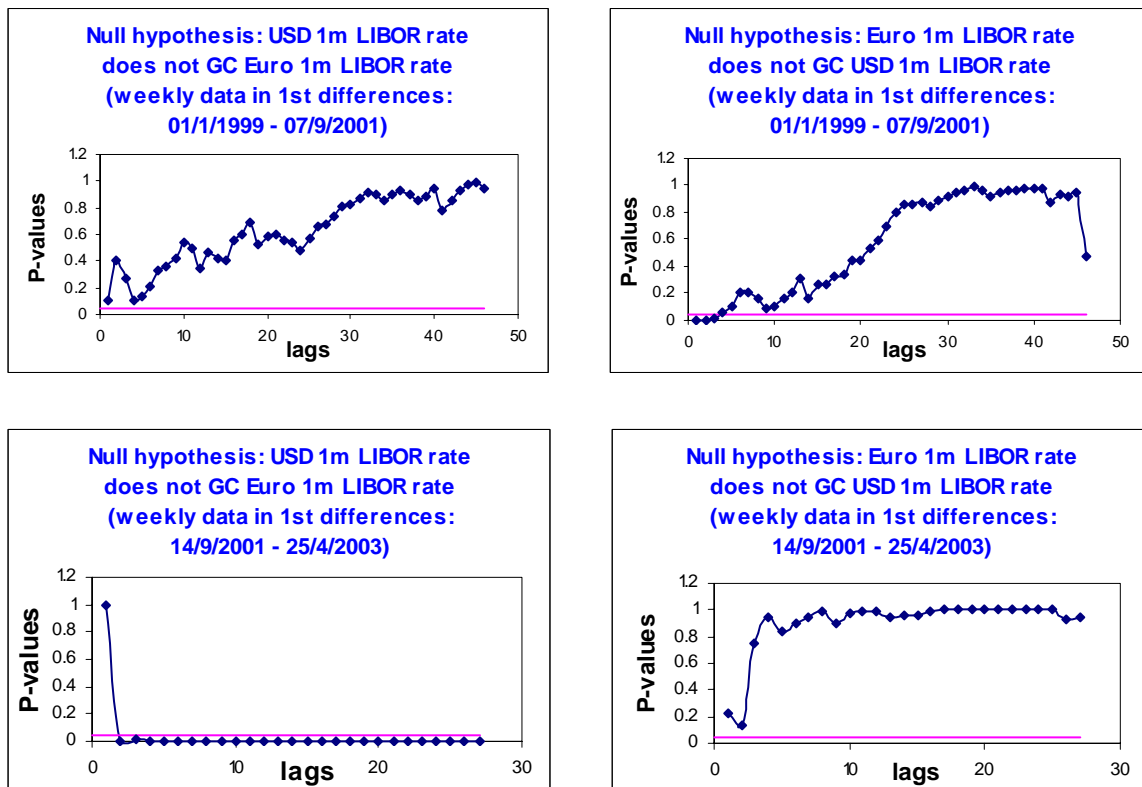 Null hypothesis: USD 1m LIBOR rate
does not GC Euro 1m LIBOR rate
(weekly data in 1st differences:
01/1/1999 - 07/9/2001)
P-values
1.2
1
0.8
0.6
0.4
0.2
0
0
10
20
30
40
50
lags
Null hypothesis: Euro 1m LIBOR rate
does not GC USD 1m LIBOR rate
(weekly data in 1st differences:
01/1/1999 - 07/9/2001)
P-values
1.2
1
0.8
0.6
0.4
0.2
0
0
10
20
30
40
50
lags
Null hypothesis: USD 1m LIBOR rate
does not GC Euro 1m LIBOR rate
(weekly data in 1st differences:
14/9/2001 - 25/4/2003)
P-values
1.2
1
0.8
0.6
0.4
0.2
0
0
10
20
30
lags
Null hypothesis: Euro 1m LIBOR rate
does not GC USD 1m LIBOR rate
(weekly data in 1st differences:
14/9/2001 - 25/4/2003)
P-values
1.2
1
0.8
0.6
0.4
0.2
0
0
10
20
30
lags